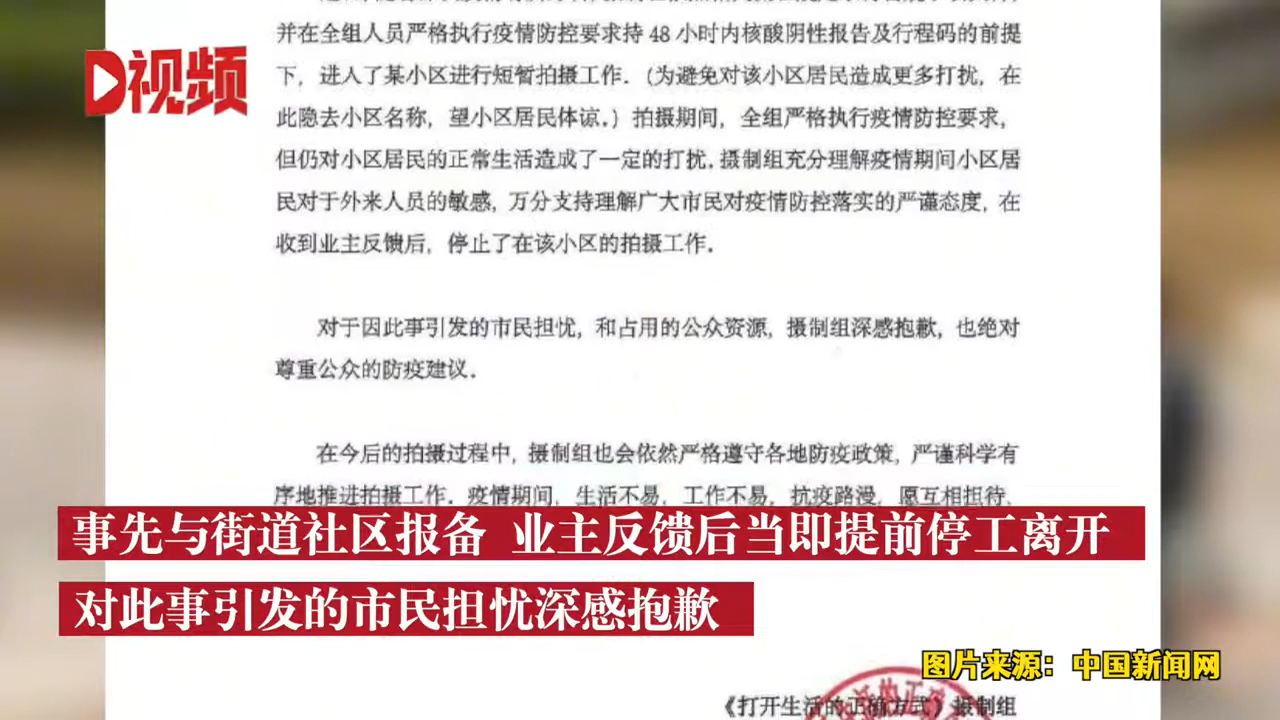 并在全组人员严格执行疫情防控要求持 48 小时内核酸阴性报告及行程码的前提
视频
下，进入了某小区进行短暂拍摄工作．（为避免对该小区居民造成更多打扰，在
此隐去小区名称，望小区居民体谅．）拍摄期间，全组严格执行疫情防控要求，
但仍对小区居民的正常生活造成了一定的打扰．摄制组充分理解疫情期间小区居
民对于外来人员的敏感，万分支持理解广大市民对疫情防控落实的严谨态度，在
收到业主反馈后，停止了在该小区的拍摄工作．
对于因此事引发的市民担忧，和占用的公众资源，摄制组深感抱歉，也绝对
尊重公众的防疫建议．
在今后的拍摄过程中，摄制组也会依然严格遵守各地防疫政策，严谨科学有
序地推进拍摄工作．疫情期间，生活不易，工作不易，抗疫路漫，愿互相担待，
事先与街道社区报备 业主反馈后当即提前停工离开
对此事引发的市民担忧深感抱歉
图片来源：中国新闻网
《打开生活的正确方式》摄制组